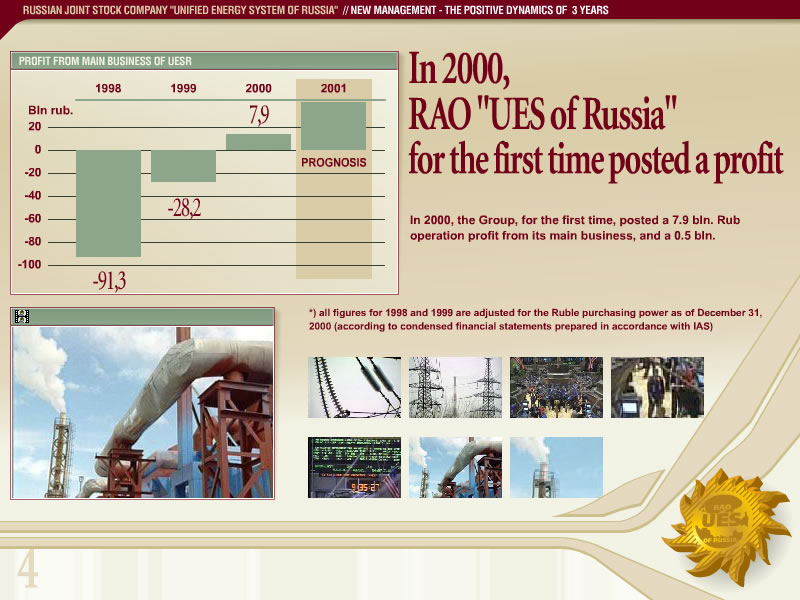 RUSSIAN JOINT STOCK COMPANY "UNIFIED ENERGY SYSTEM OF RUSSIA" // NEW MANAGEMENT - THE POSITIVE DYNAMICS OF 3 YEARS
PROFIT FROM MAIN BUSINESS OF UESR
1998 1999 2000 2001
Bln rub.
7,9
20
0
PROGNOSIS
-20
-40
-28,2
-60
-80
-100
-91,3
In 2000,
RAO "UES of Russia"
for the first time posted a profit
In 2000, the Group, for the first time, posted a 7.9 bln. Rub
operation profit from its main business, and a 0.5 bln.
*) all figures for 1998 and 1999 are adjusted for the Ruble purchasing power as of December 31,
2000 (according to condensed financial statements prepared in accordance with IAS)
9:35:27
RAO
UES
OF RUSSIA
4